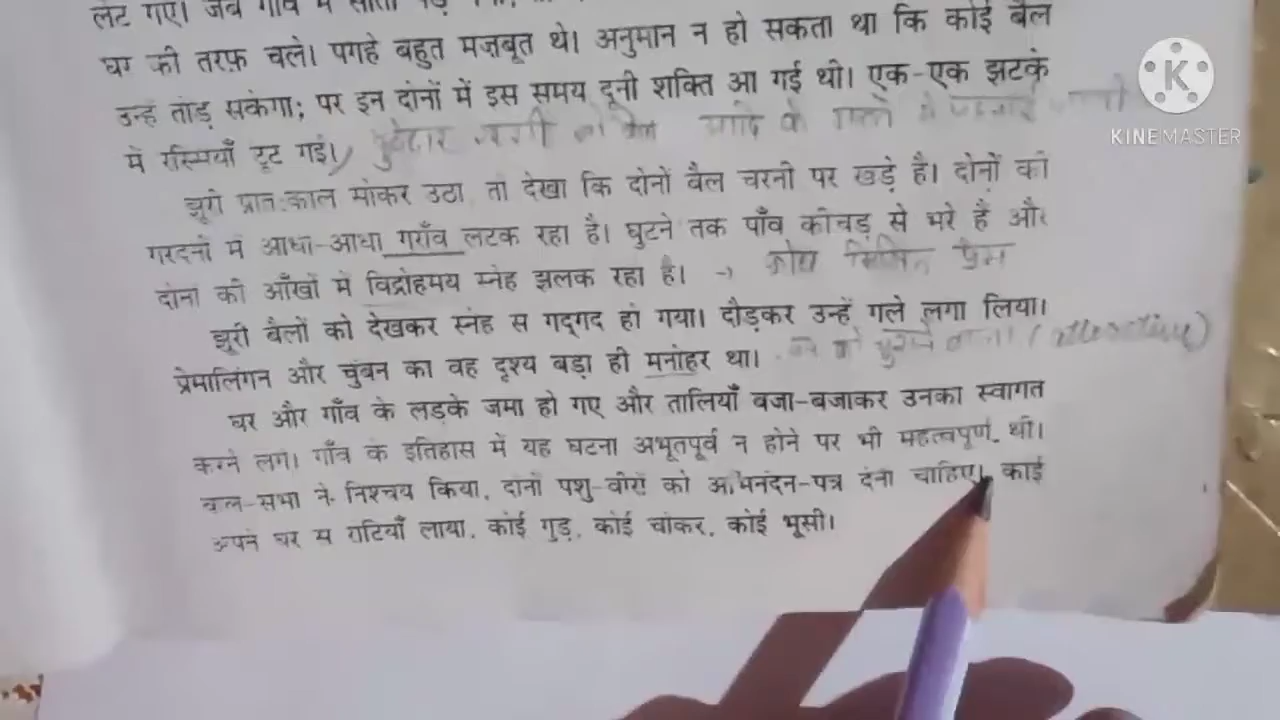 लेट गए। जब गाँव में सोता
घर की तरफ़ चले। पगहे बहुत मज़बूत थे। अनुमान न हो सकता था कि कोई बैल
उन्हें तोड़ सकेगा; पर इन दोनों में इस समय दूनी शक्ति आ गई थी। एक-एक झटके
में रस्सियाँ टूट गईं।
झूरी प्रात:काल सोकर उठा, तो देखा कि दोनों बैल चरनी पर खड़े हैं। दोनों की
गरदनों में आधा-आधा गराँव लटक रहा है। घुटने तक पाँव कीचड़ से भरे हैं और
दोनों की आँखों में विद्रोहमय स्नेह झलक रहा है। → क्रोध मिश्रित प्रेम
झूरी बैलों को देखकर स्नेह से गद्‌गद हो गया। दौड़कर उन्हें गले लगा लिया।
प्रेमालिंगन और चुंबन का वह दृश्य बड़ा ही मनोहर था। (attractive)
घर और गाँव के लड़के जमा हो गए और तालियाँ बजा-बजाकर उनका स्वागत
करने लगे। गाँव के इतिहास में यह घटना अभूतपूर्व न होने पर भी महत्वपूर्ण थी।
बाल-सभा ने निश्चय किया, दोनों पशु-वीरों को अभिनंदन-पत्र देना चाहिए। कोई
अपने घर से रोटियाँ लाया, कोई गुड़, कोई चोकर, कोई भूसी।
KINEMASTER